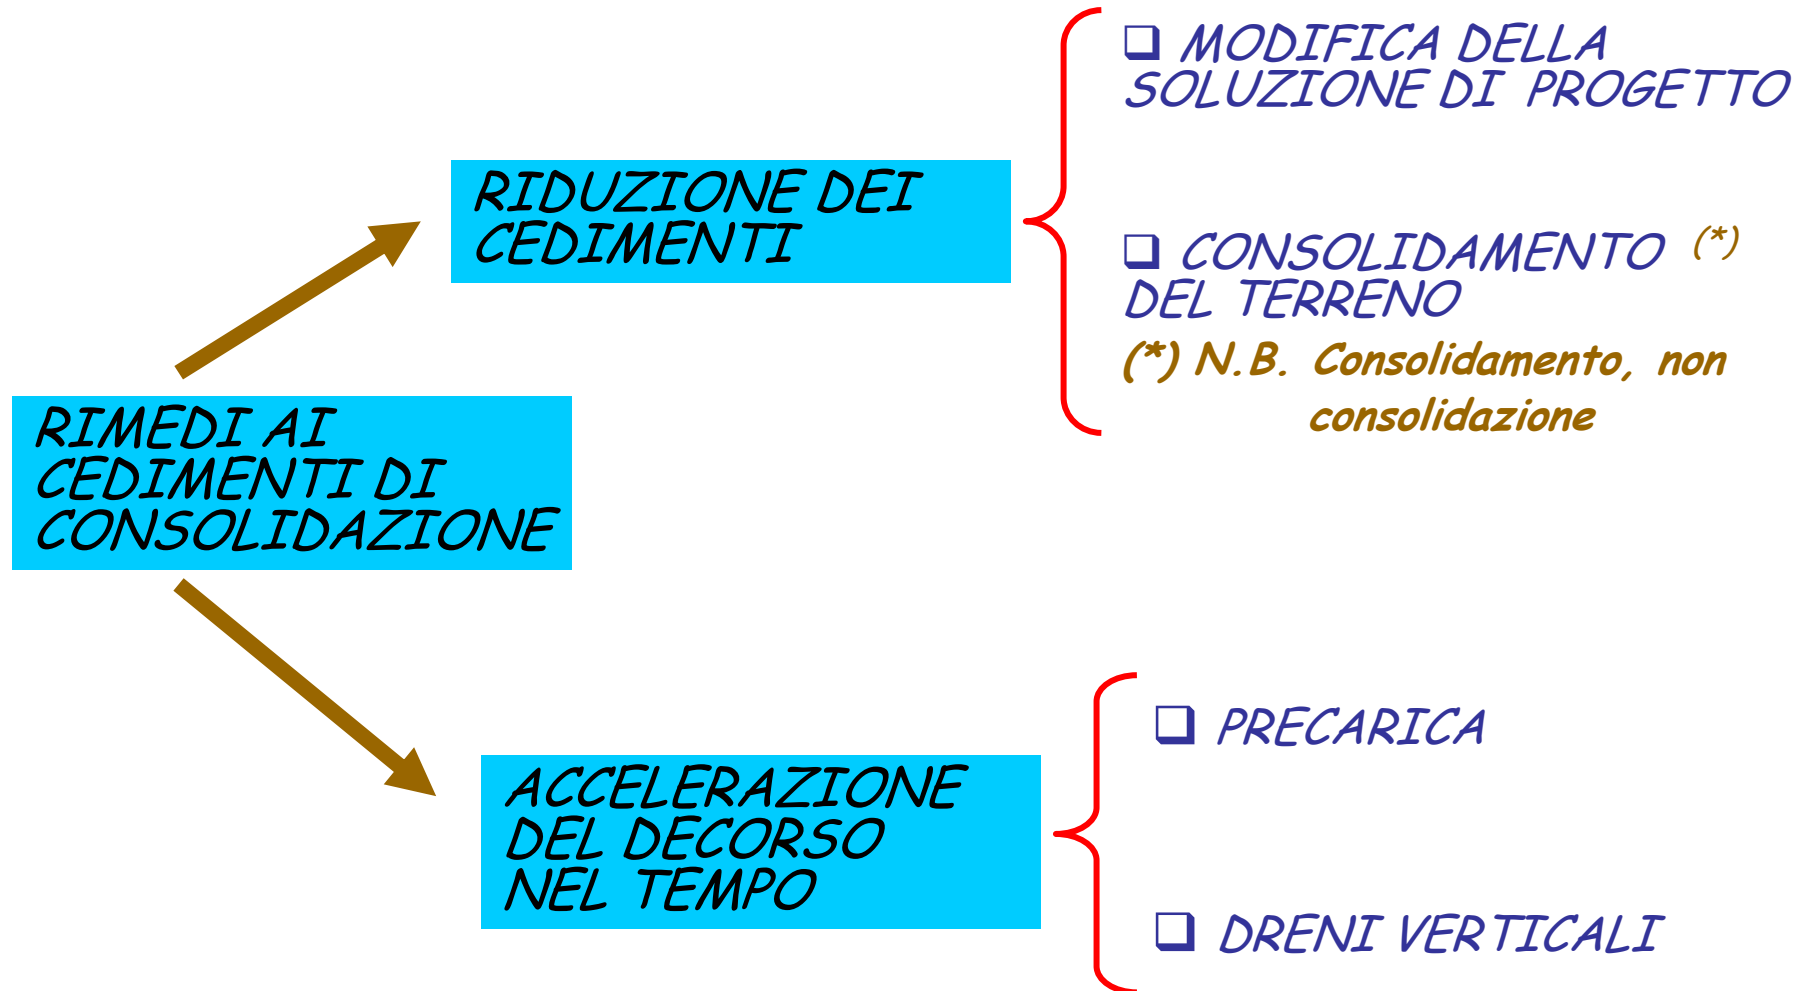 RIMEDI AI
CEDIMENTI DI
CONSOLIDAZIONE
RIDUZIONE DEI
CEDIMENTI
❑ MODIFICA DELLA
SOLUZIONE DI PROGETTO
❑ CONSOLIDAMENTO (*)
DEL TERRENO
(*) N.B. Consolidamento, non
consolidazione
ACCELERAZIONE
DEL DECORSO
NEL TEMPO
❑ PRECARICA
❑ DRENI VERTICALI